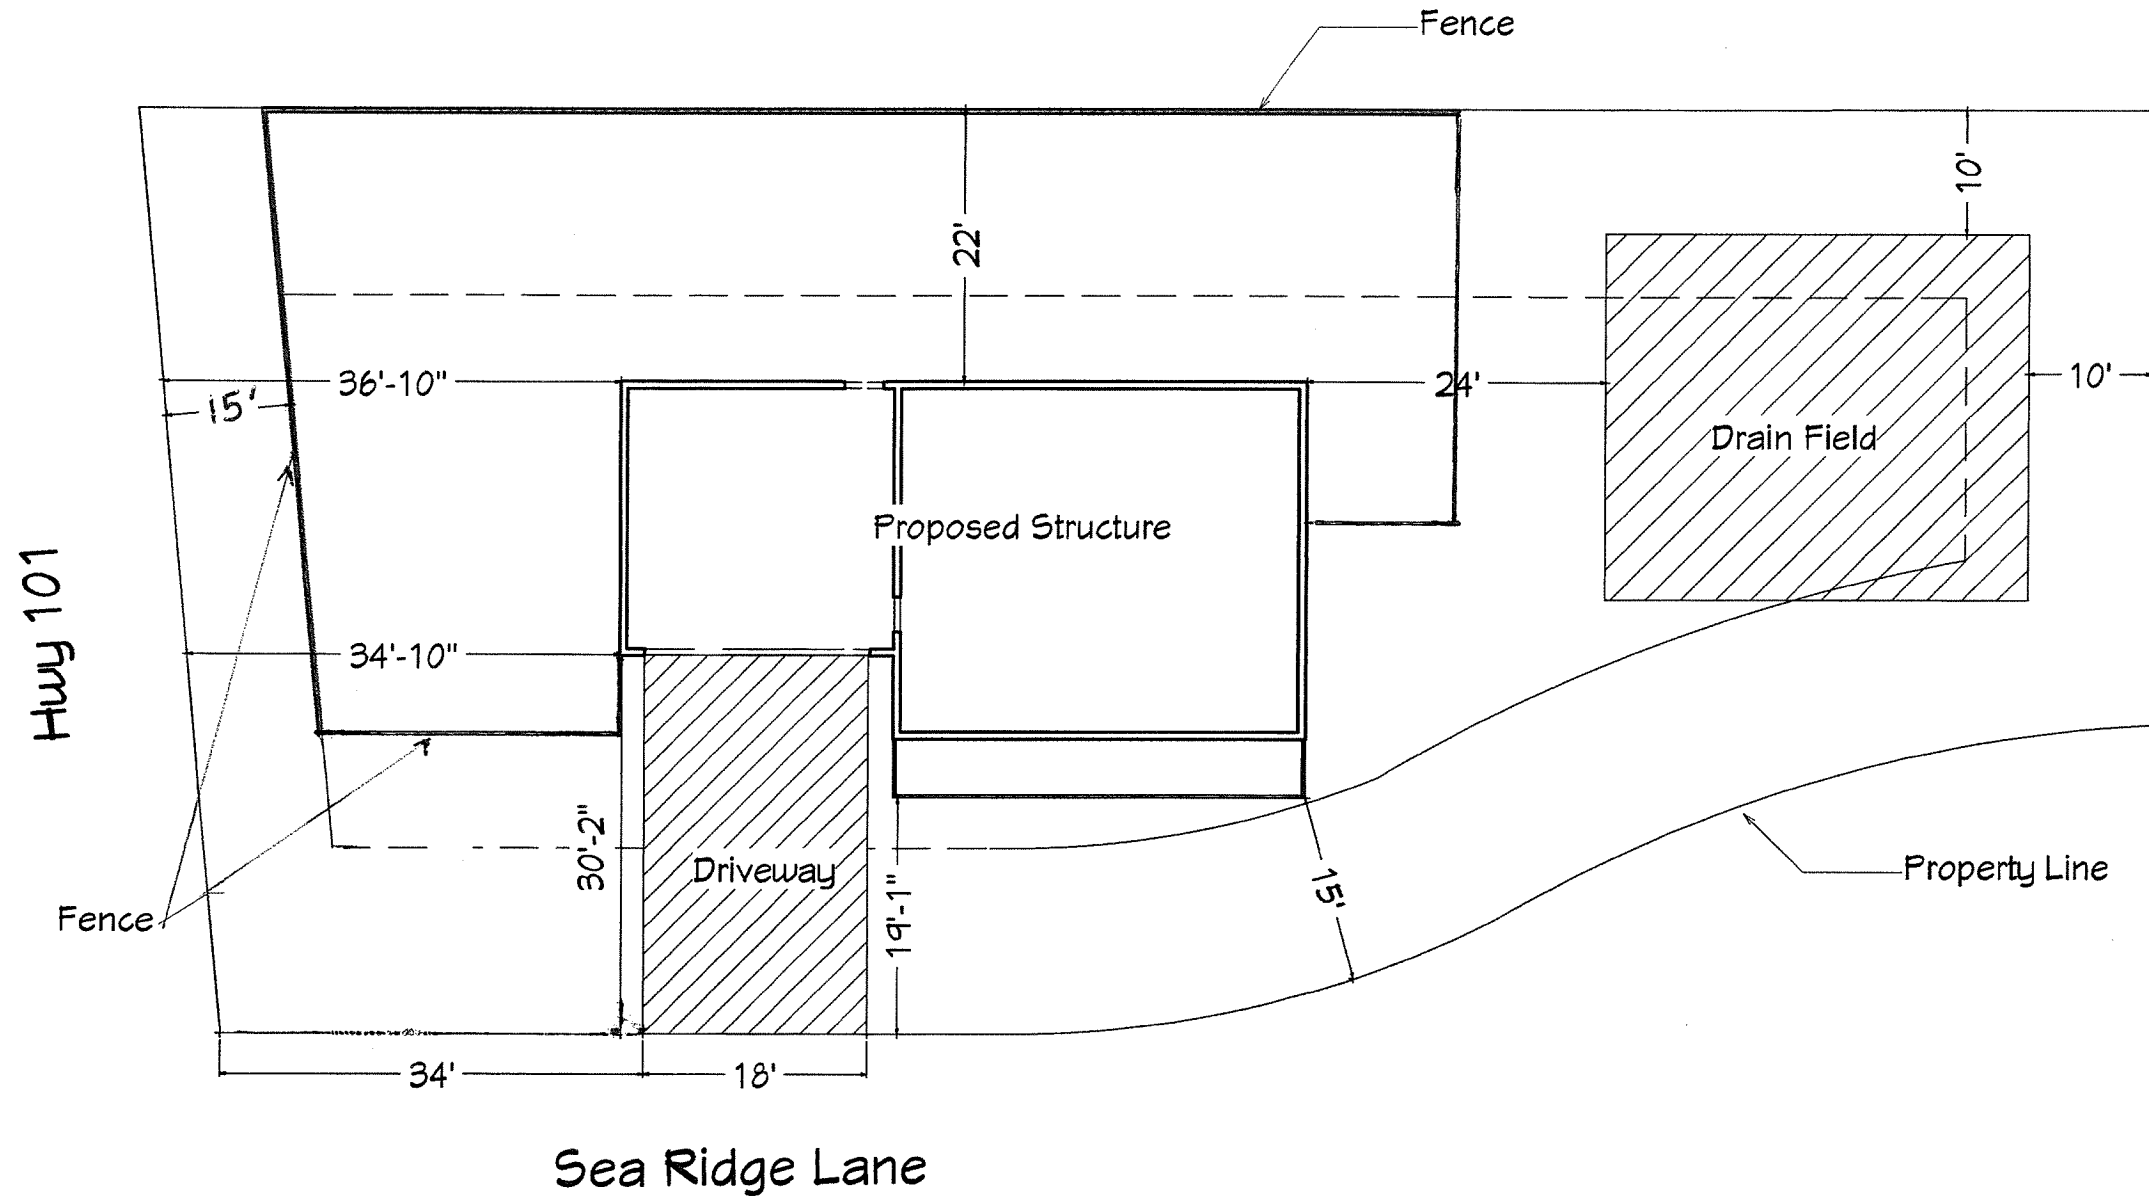 Fence
10'
22'
36'-10"
24'
10'
15'
Drain Field
Proposed Structure
Hwy 101
34'-10"
30'-2"
Driveway
19'-1"
15'
Property Line
Fence
34'
18'
Sea Ridge Lane